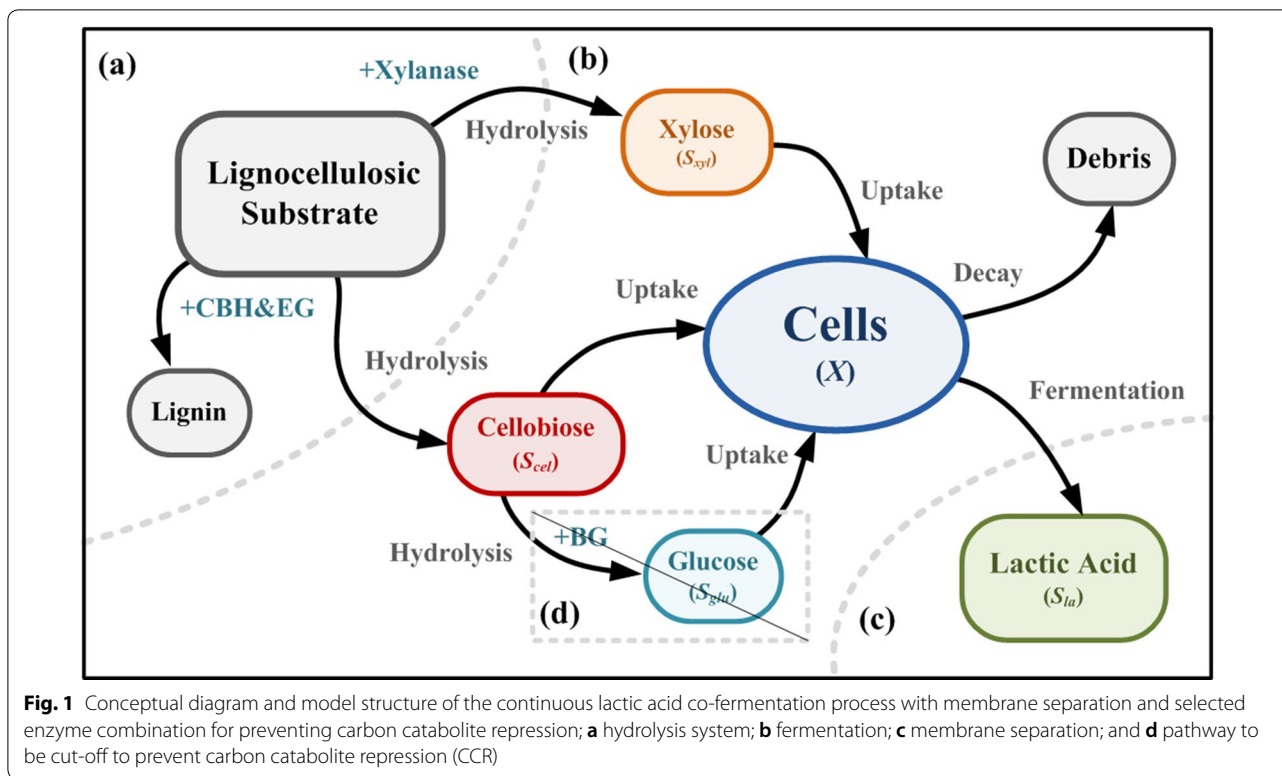 (a)
+Xylanase
(b)
Hydrolysis
Xylose
(Sxyl)
Lignocellulosic
Substrate
Debris
Uptake
+CBH&EG
Uptake
Decay
Cells
(X)
Hydrolysis
Lignin
Fermentation
Cellobiose
(Scel)
Uptake
Hydrolysis
+BG
Glucose
(Sglu)
(d)
Lactic Acid
(Sla)
(c)
Fig. 1 Conceptual diagram and model structure of the continuous lactic acid co-fermentation process with membrane separation and selected
enzyme combination for preventing carbon catabolite repression; a hydrolysis system; b fermentation; c membrane separation; and d pathway to
be cut-off to prevent carbon catabolite repression (CCR)